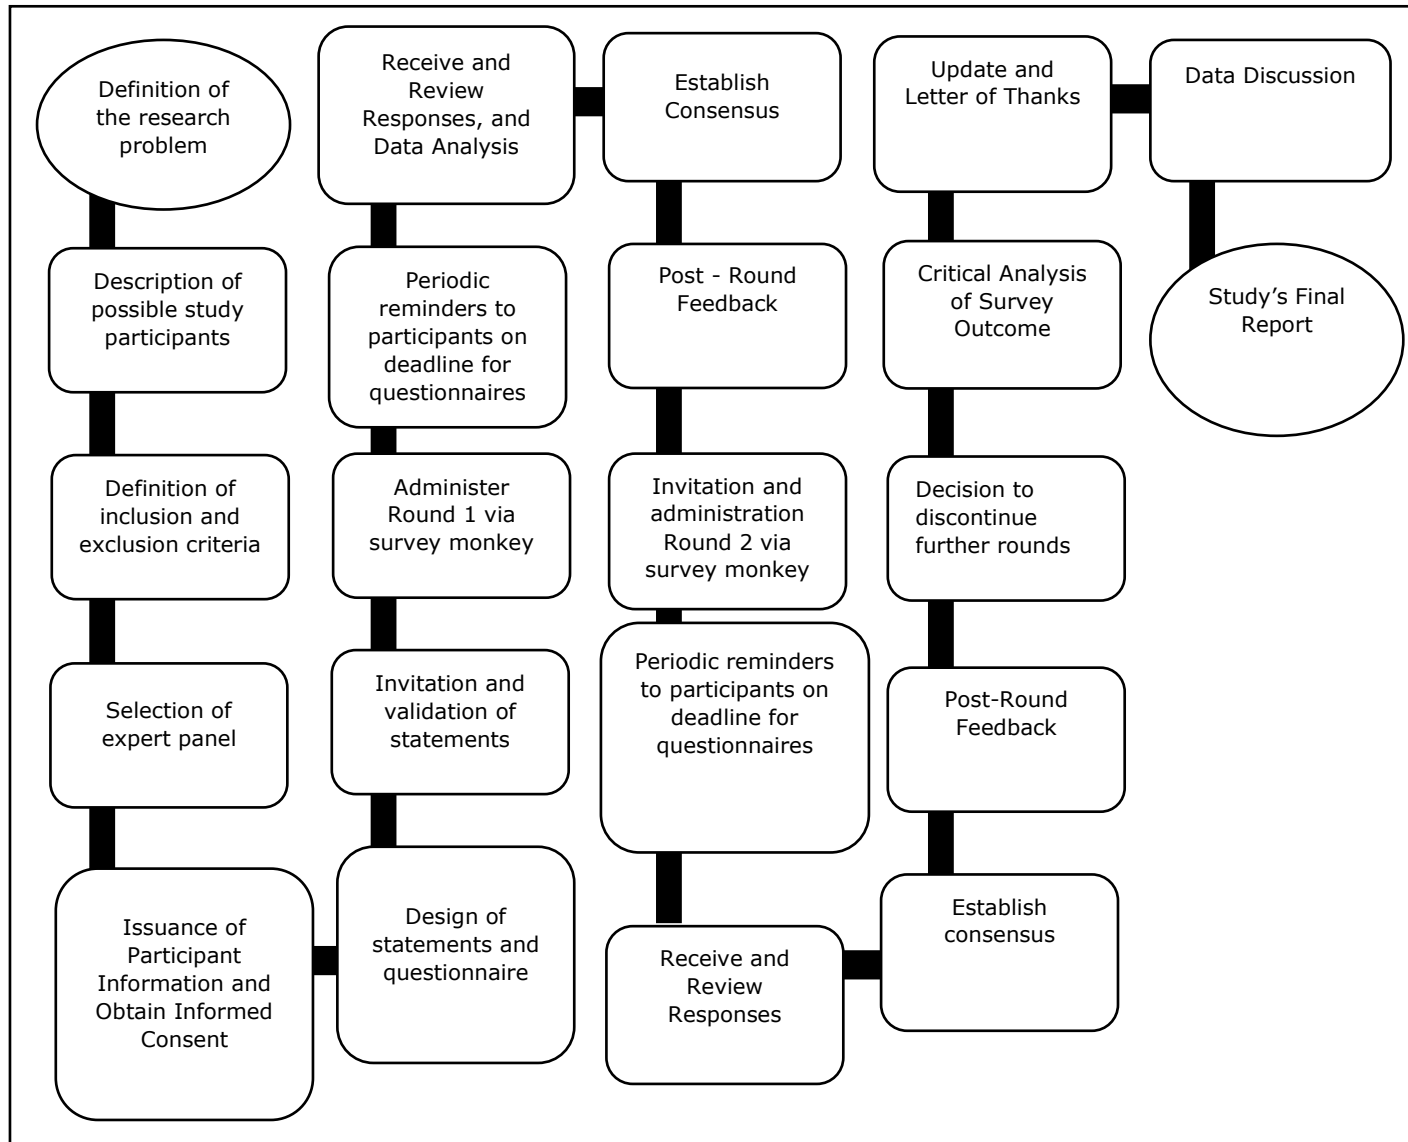 Definition of
the research
problem
Description of
possible study
participants
Definition of
inclusion and
exclusion criteria
Selection of
expert panel
Issuance of
Participant
Information and
Obtain Informed
Consent
Design of
statements and
questionnaire
Invitation and
validation of
statements
Administer
Round 1 via
survey monkey
Periodic
reminders to
participants on
deadline for
questionnaires
Receive and
Review
Responses, and
Data Analysis
Establish
Consensus
Post - Round
Feedback
Invitation and
administration
Round 2 via
survey monkey
Periodic reminders
to participants on
deadline for
questionnaires
Receive and
Review
Responses
Establish
consensus
Post-Round
Feedback
Decision to
discontinue
further rounds
Critical Analysis
of Survey
Outcome
Update and
Letter of Thanks
Data Discussion
Study’s Final
Report